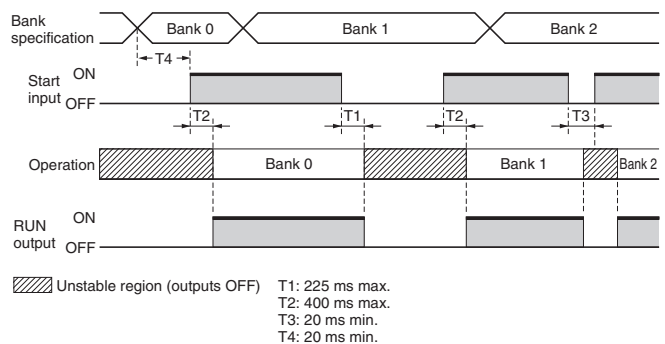 Bank
specification
Bank 0
Bank 1
Bank 2
T4
Start
input
ON
OFF
T2
T1
T2
T3
Operation
Bank 0
Bank 1
Bank 2
RUN
output
ON
OFF
Unstable region (outputs OFF)
T1: 225 ms max.
T2: 400 ms max.
T3: 20 ms min.
T4: 20 ms min.